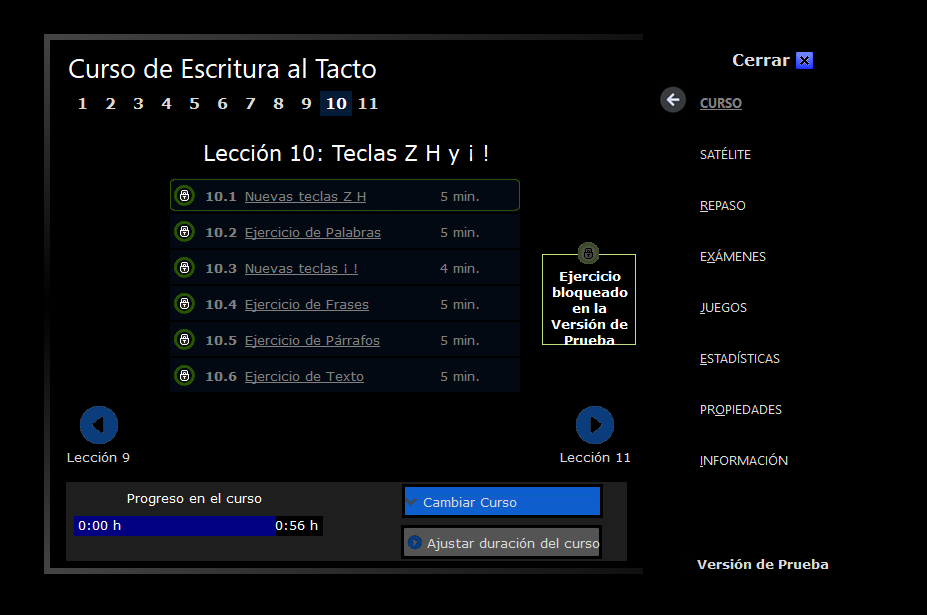 Curso de Escritura al Tacto
1 2 3 4 5 6 7 8 9 10 11
Lección 10: Teclas Z H y i !
10.1 Nuevas teclas Z H 5 min.
10.2 Ejercicio de Palabras 5 min.
10.3 Nuevas teclas ¡ ! 4 min.
10.4 Ejercicio de Frases 5 min.
10.5 Ejercicio de Párrafos 5 min.
10.6 Ejercicio de Texto 5 min.
Ejercicio
bloqueado
en la
Versión de
Prueba
Lección 9
Lección 11
Progreso en el curso
0:00 h 0:56 h
Cambiar Curso
Ajustar duración del curso
Cerrar
CURSO
SATÉLITE
REPASO
EXÁMENES
JUEGOS
ESTADÍSTICAS
PROPIEDADES
INFORMACIÓN
Versión de Prueba